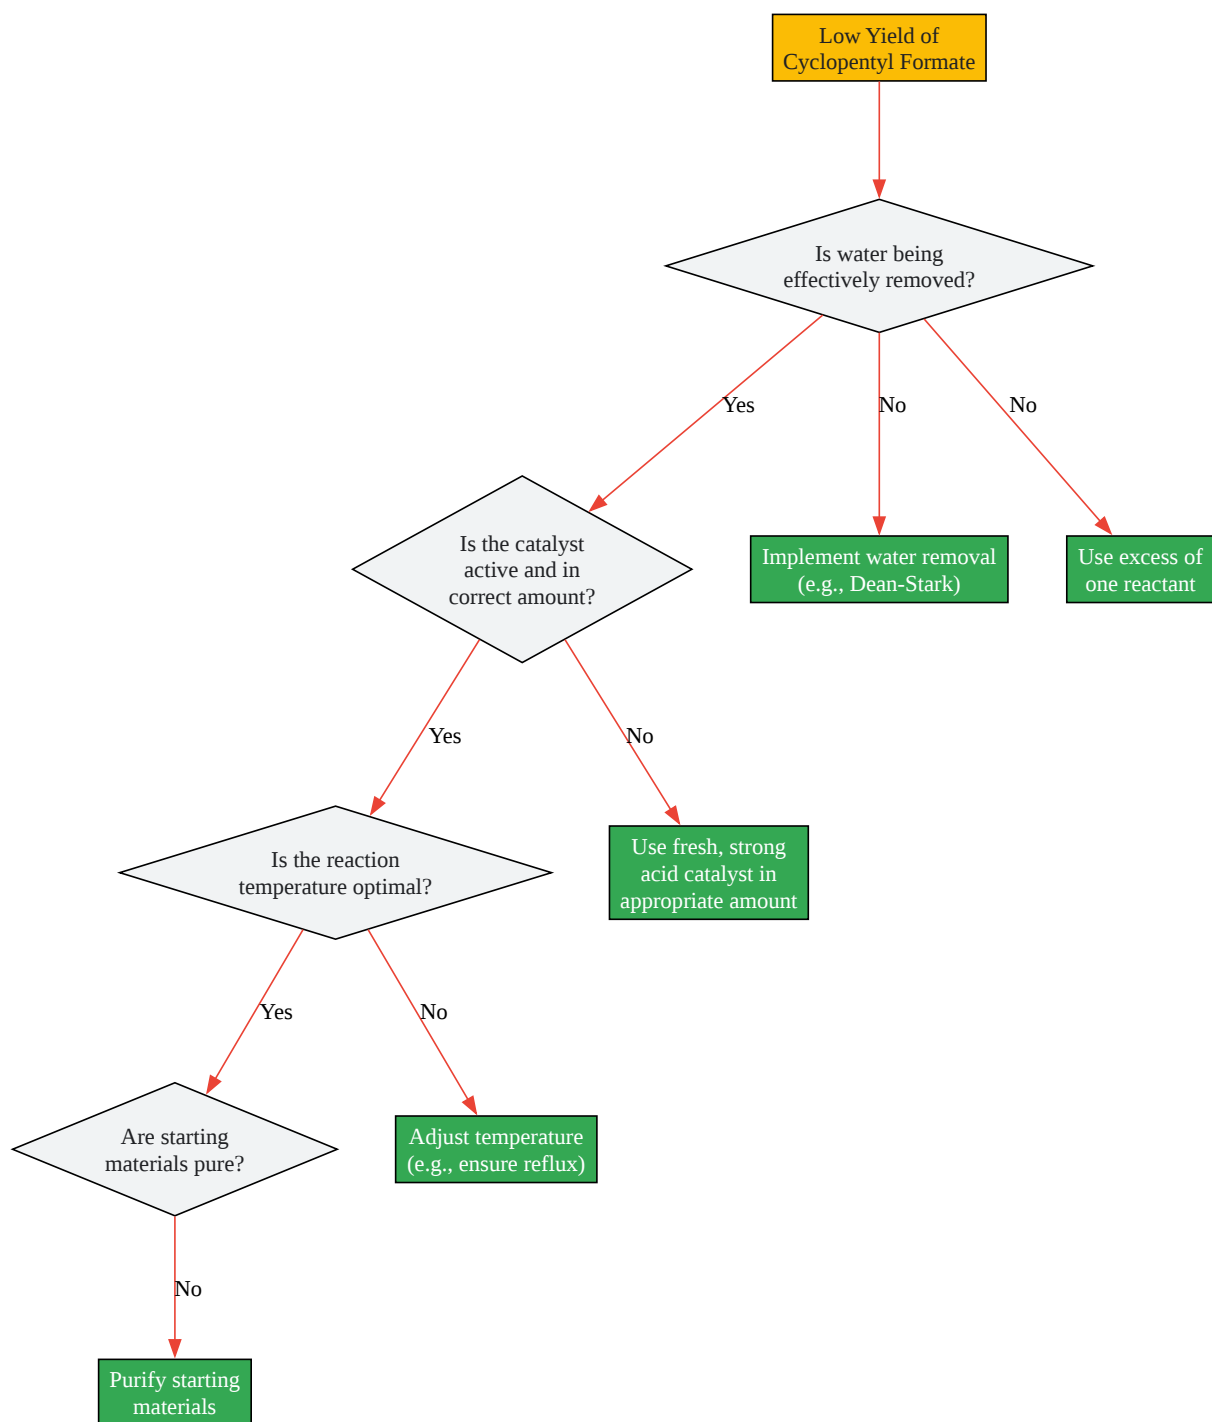 Low Yield of
Cyclopentyl Formate
Is water being
effectively removed?
Yes
No
No
Is the catalyst
active and in
correct amount?
Implement water removal
(e.g., Dean-Stark)
Use excess of
one reactant
Yes
No
Is the reaction
temperature optimal?
Use fresh, strong
acid catalyst in
appropriate amount
Yes
No
Are starting
materials pure?
Adjust temperature
(e.g., ensure reflux)
No
Purify starting
materials